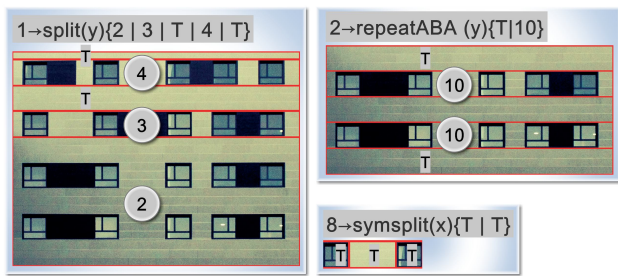 1→split(y){2 | 3 | T | 4 | T}
T
4
T
3
2
2→repeatABA (y){T|10}
T
10
10
T
8→symsplit(x){T | T}
T T T